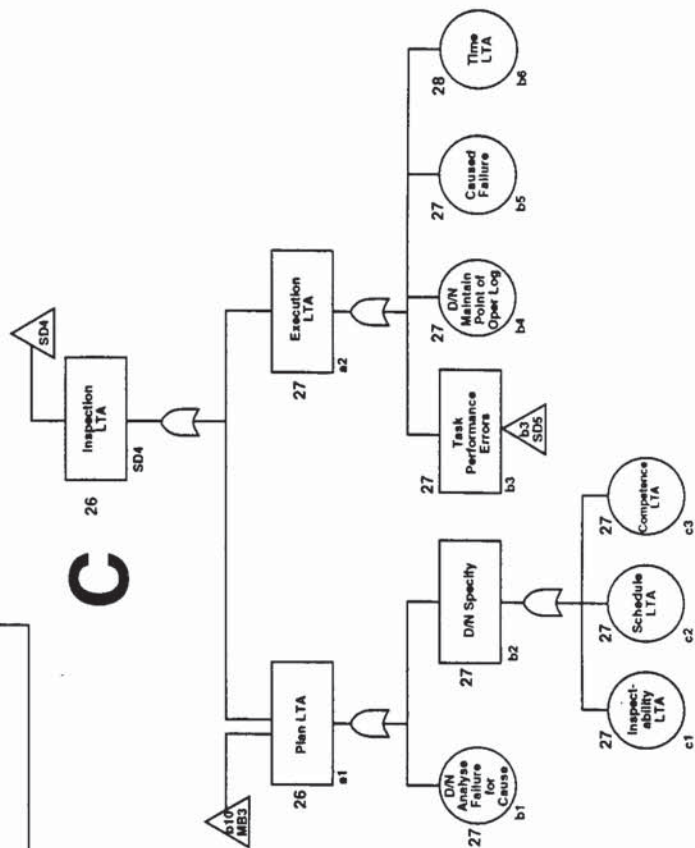 SD4
26
Inspection
LTA
SD4
C
b10
MB3
26
Plan LTA
a1
27
Execution
LTA
a2
27
D/N
Analyse
Failure
for
Cause
b1
27
D/N Specify
b2
27
Task
Performance
Errors
b3
b3
SD5
27
D/N
Maintain
Point of
Oper Log
b4
27
Caused
Failure
b5
28
Time
LTA
b6
27
Inspect-
ability
LTA
c1
27
Schedule
LTA
c2
27
Competence
LTA
c3